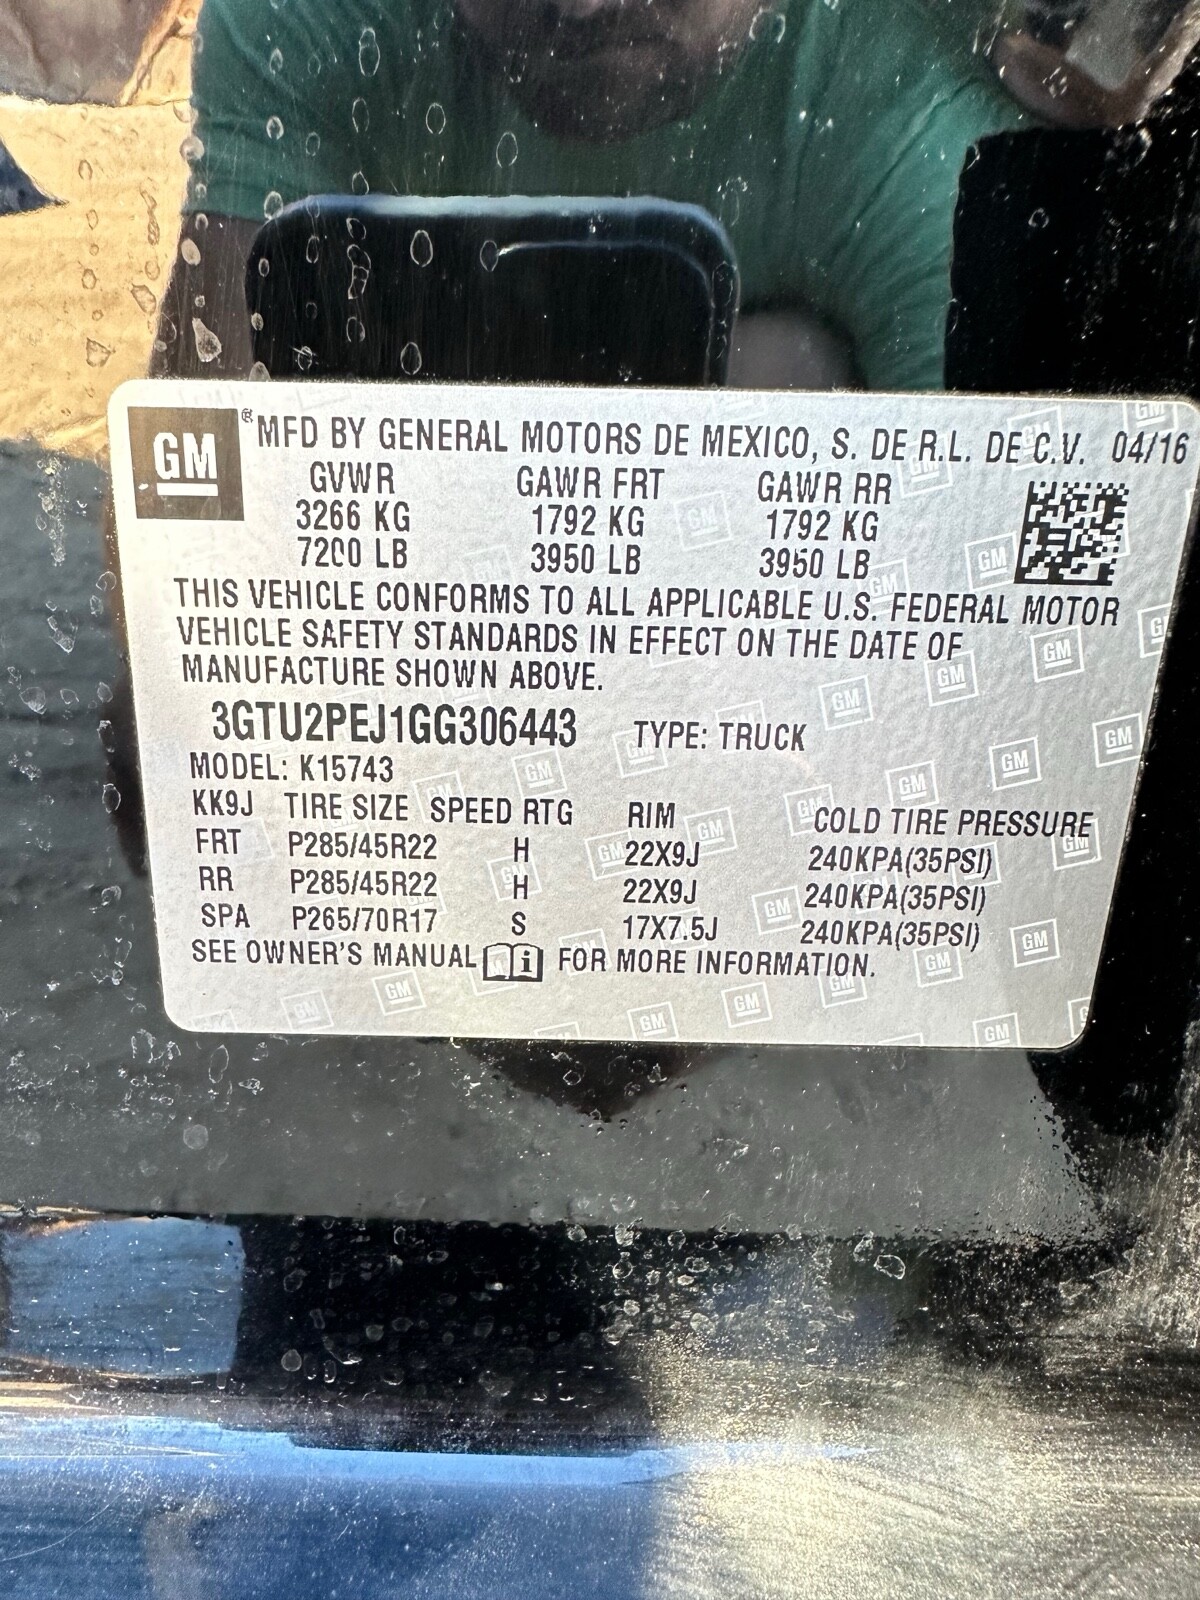 GM ® MFD BY GENERAL MOTORS DE MEXICO, S. DE R.L. DE C.V. 04/16
GVWR GAWR FRT GAWR RR
3266 KG 1792 KG 1792 KG
7200 LB 3950 LB 3950 LB
THIS VEHICLE CONFORMS TO ALL APPLICABLE U.S. FEDERAL MOTOR
VEHICLE SAFETY STANDARDS IN EFFECT ON THE DATE OF
MANUFACTURE SHOWN ABOVE.
3GTU2PEJ1GG306443 TYPE: TRUCK
MODEL: K15743
KK9J TIRE SIZE SPEED RTG RIM COLD TIRE PRESSURE
FRT P285/45R22 H 22X9J 240KPA(35PSI)
RR P285/45R22 H 22X9J 240KPA(35PSI)
SPA P265/70R17 S 17X7.5J 240KPA(35PSI)
SEE OWNER'S MANUAL i FOR MORE INFORMATION.